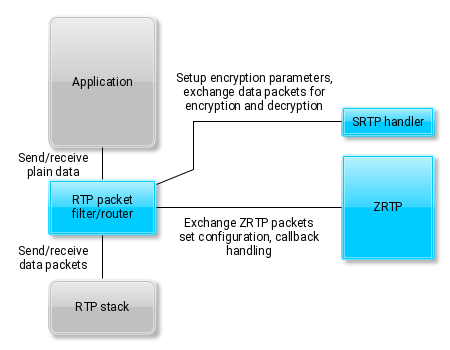 Application
Setup encryption parameters,
exchange data packets for
encryption and decryption
SRTP handler
Send/receive
plain data
RTP packet
filter/router
ZRTP
Exchange ZRTP packets
set configuration, callback
handling
Send/receive
data packets
RTP stack